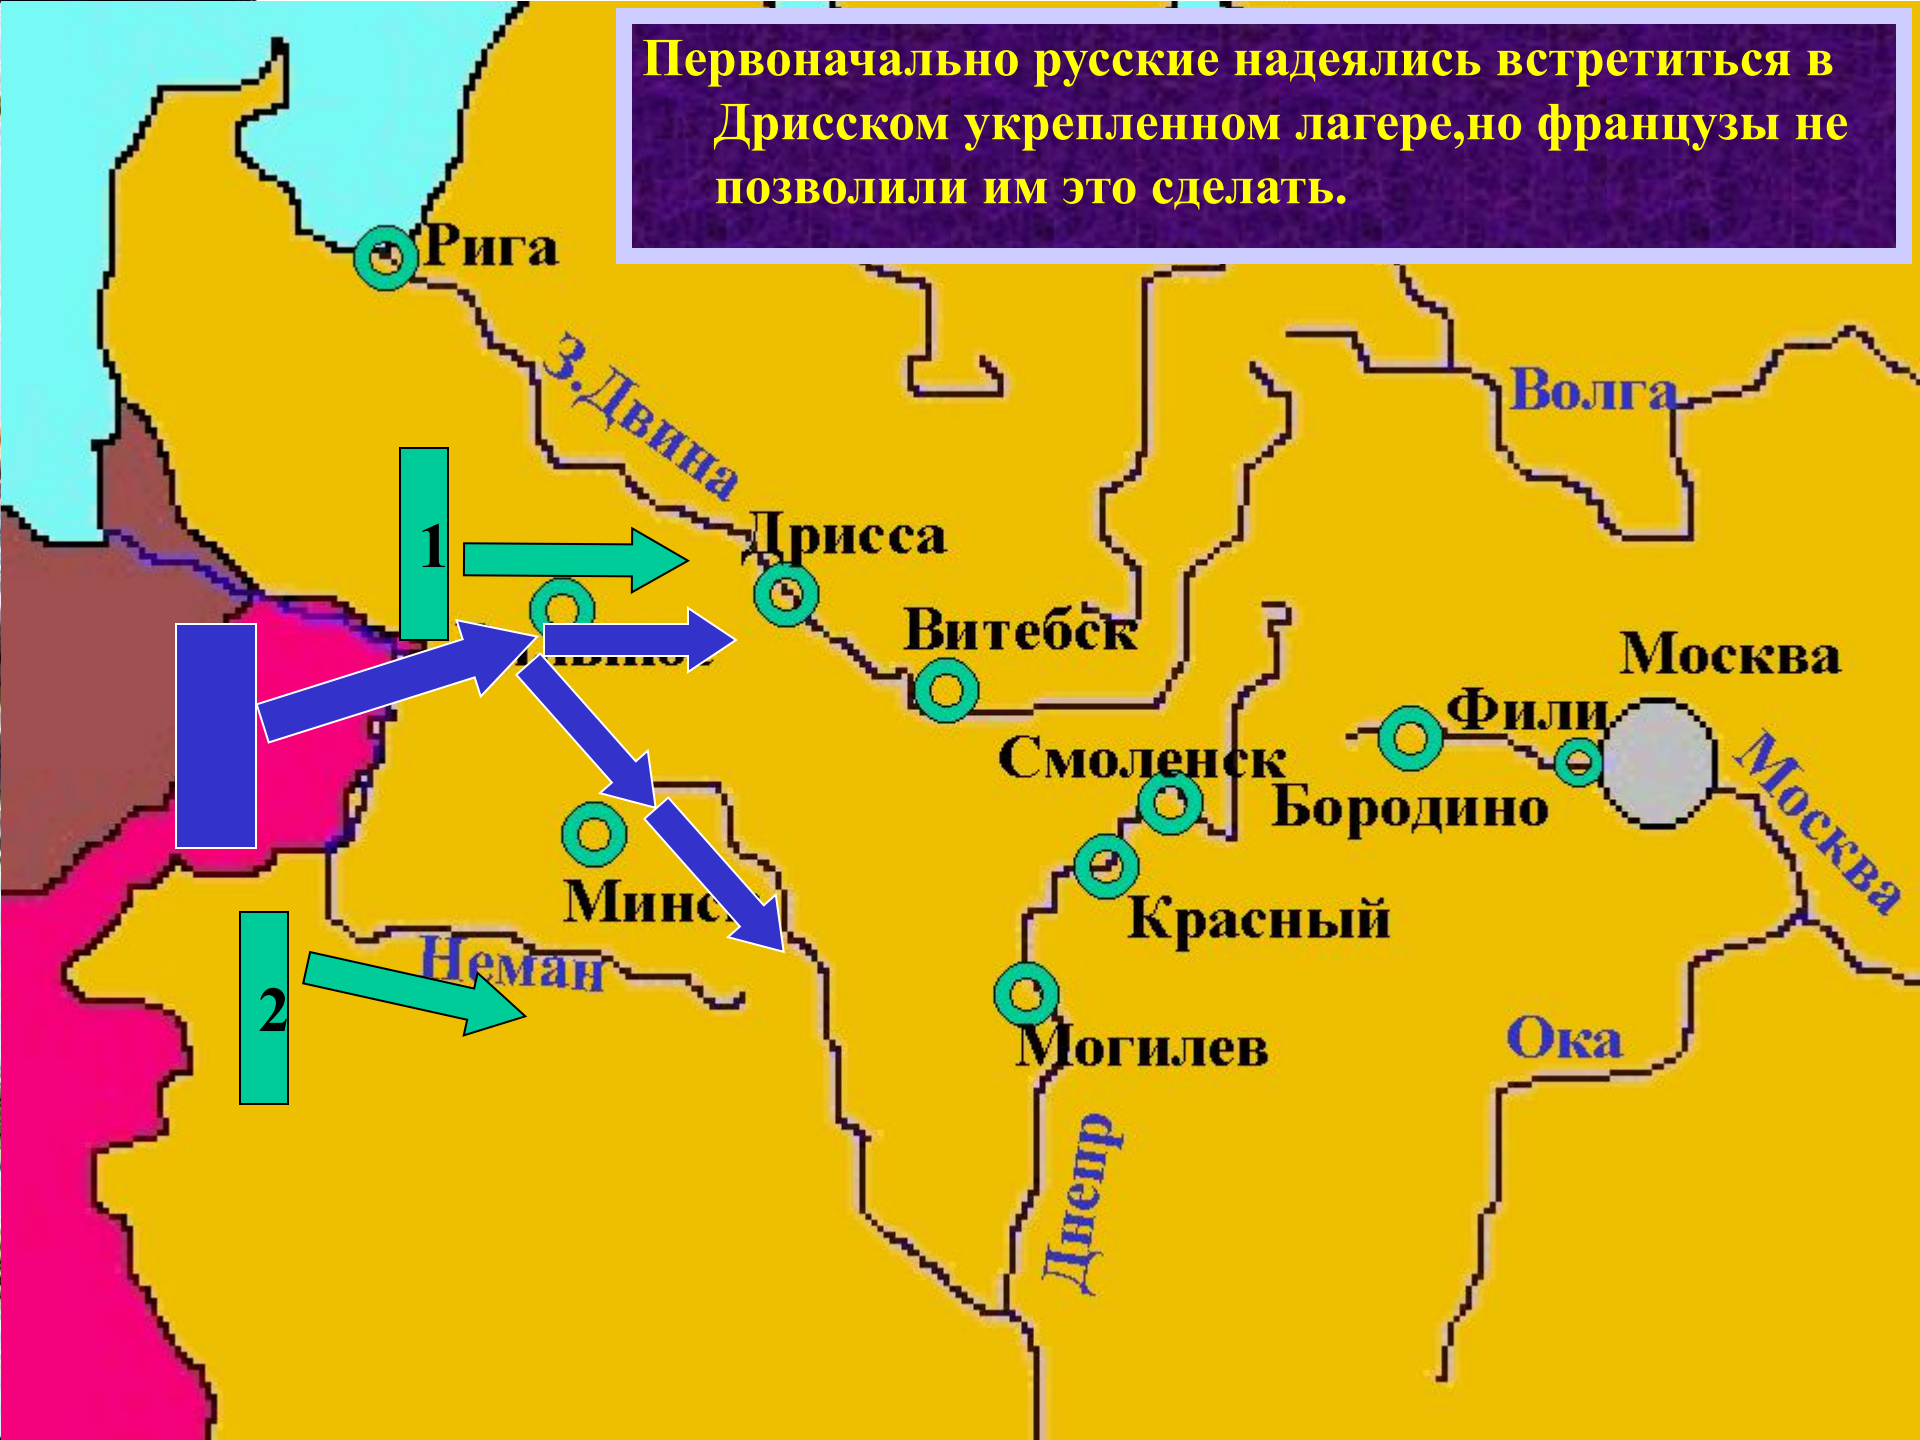 Первоначально русские надеялись встретиться в
Дрисском укрепленном лагере,но французы не
позволили им это сделать.
Рига
З.Двина
Волга
1
Дрисса
Витебск
Москва
Фили
Смоленск
Бородино
Москва
Красный
Неман
2
Могилев
Ока
Днепр